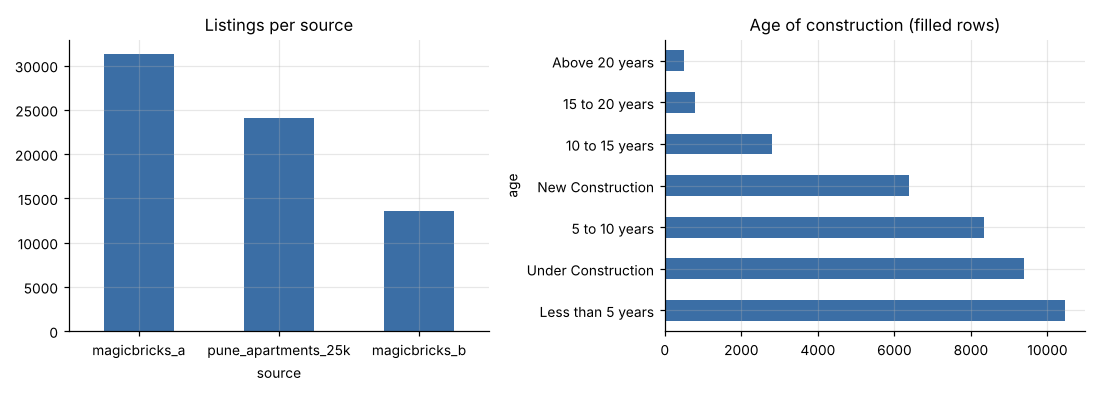 Listings per source
30000
25000
20000
15000
10000
5000
0
magicbricks_a pune_apartments_25k magicbricks_b
source
Age of construction (filled rows)
age
Above 20 years
15 to 20 years
10 to 15 years
New Construction
5 to 10 years
Under Construction
Less than 5 years
0 2000 4000 6000 8000 10000